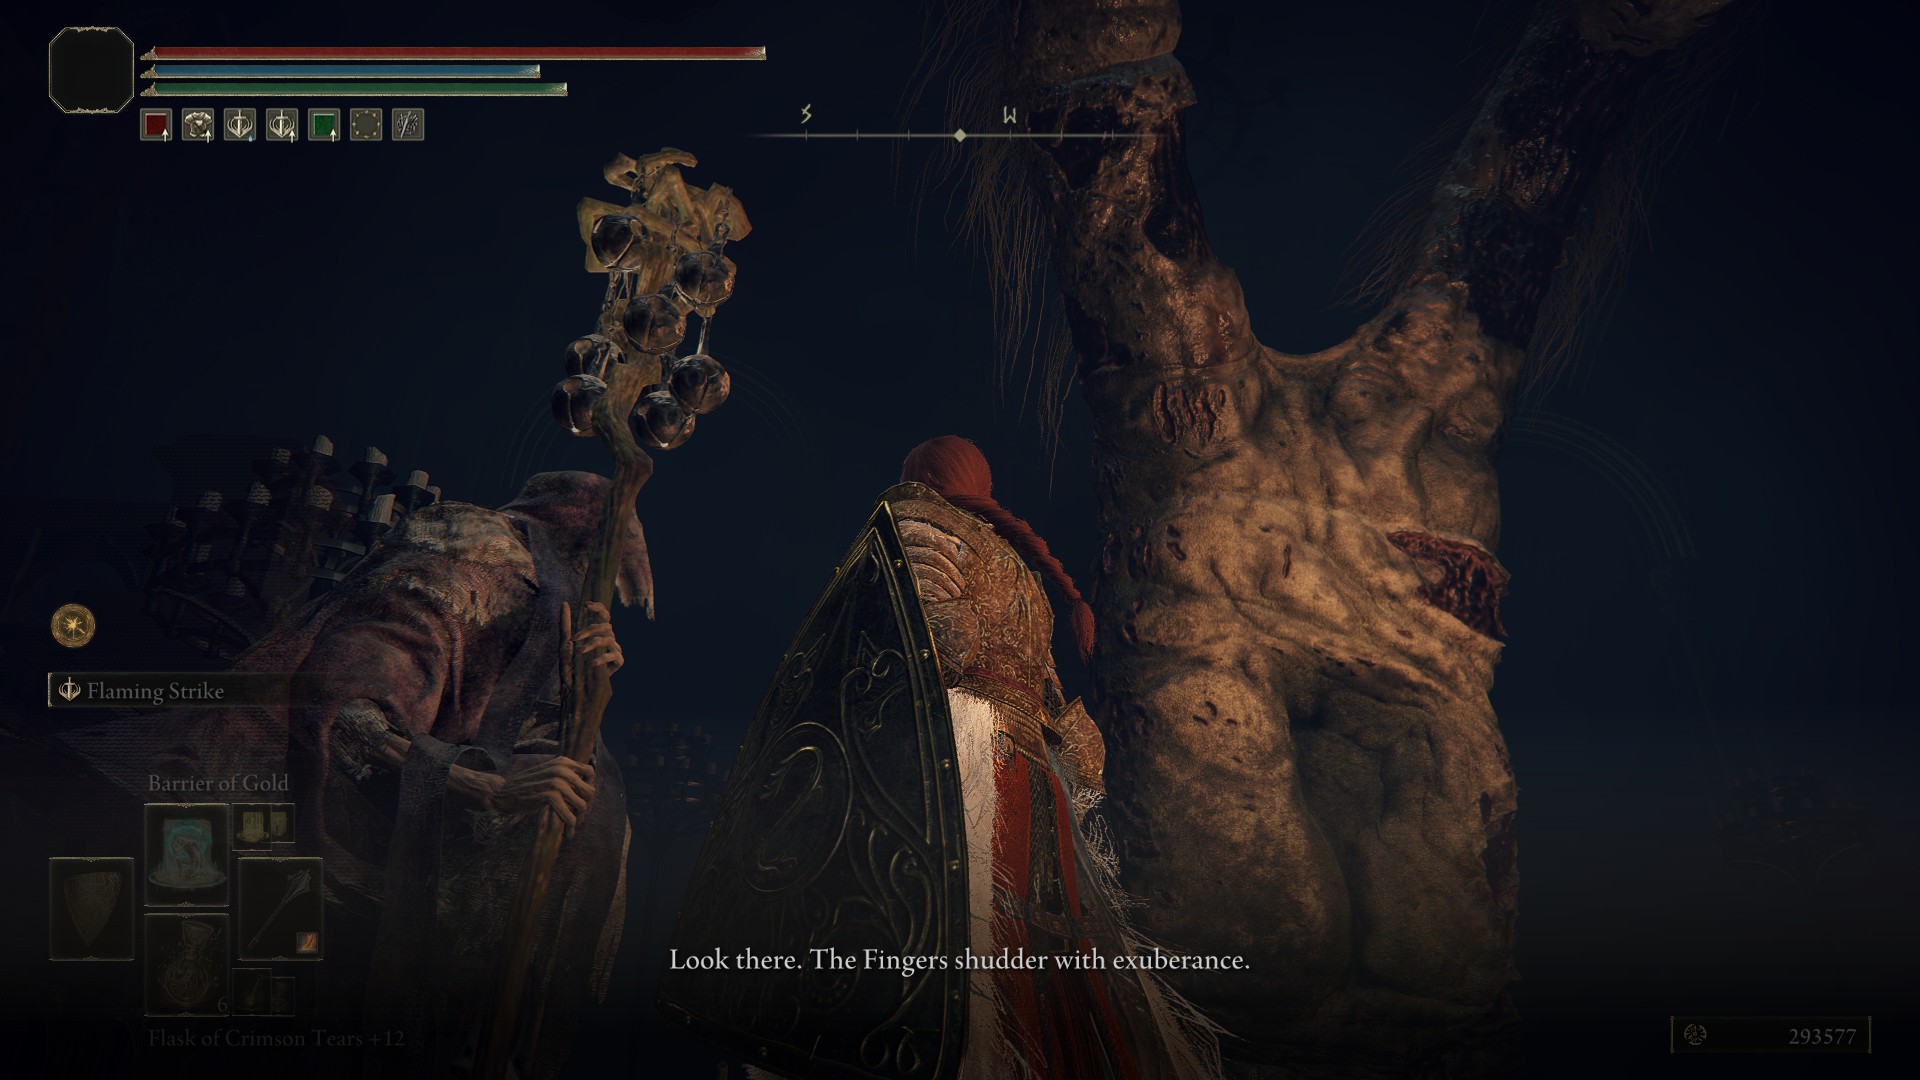 S
W
Flaming Strike
Barrier of Gold
6
Look there. The Fingers shudder with exuberance.
Flask of Crimson Tears +12
293577